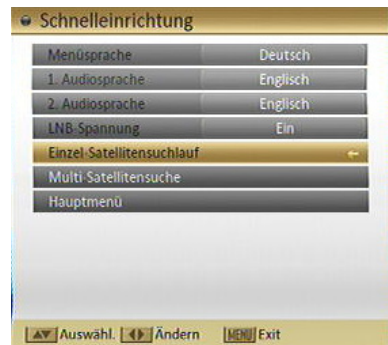 Schnelleinrichtung
Menüsprache Deutsch
1. Audiosprache Englisch
2. Audiosprache Englisch
LNB-Spannung Ein
Einzel-Satellitensuchlauf
Multi-Satellitensuche
Hauptmenü
Auswähl. Ändern MENU Exit